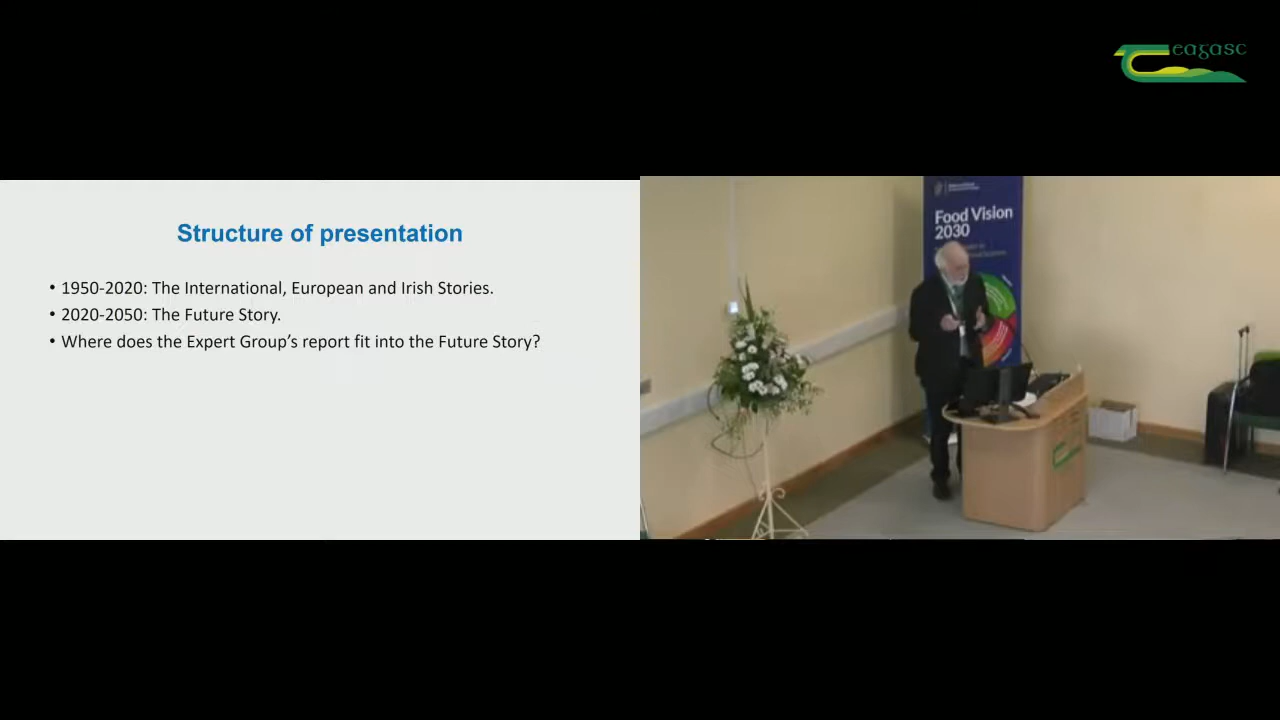 eagasc
Structure of presentation
• 1950-2020: The International, European and Irish Stories.
• 2020-2050: The Future Story.
• Where does the Expert Group’s report fit into the Future Story?
Food Vision
2030